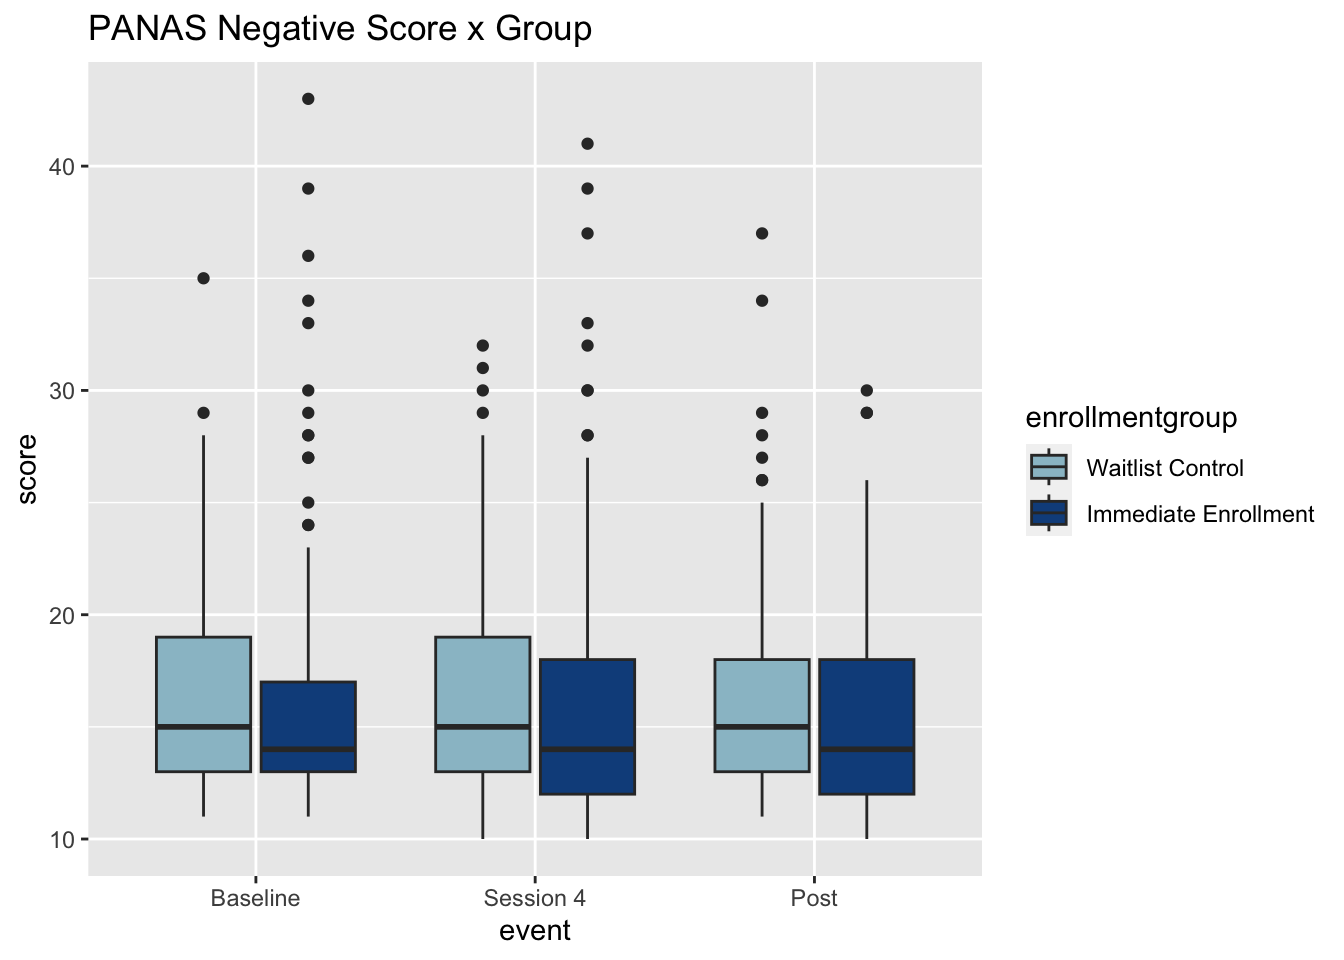 PANAS Negative Score x Group
40
30
20
10
score
Baseline
Session 4
Post
event
enrollmentgroup
Waitlist Control
Immediate Enrollment